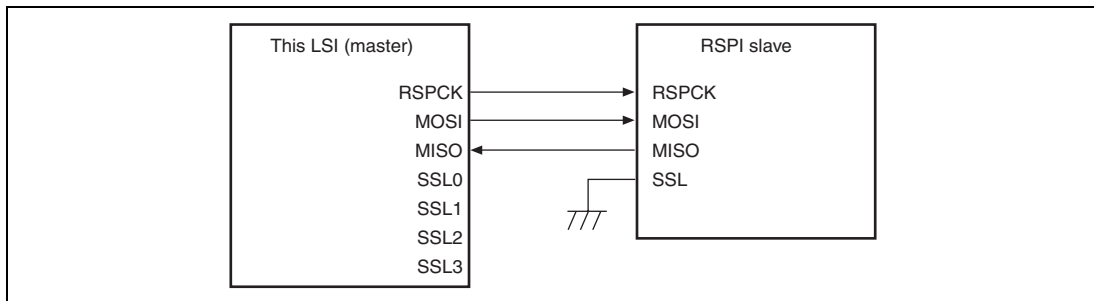 This LSI (master)
RSPCK
MOSI
MISO
SSL0
SSL1
SSL2
SSL3
RSPI slave
RSPCK
MOSI
MISO
SSL